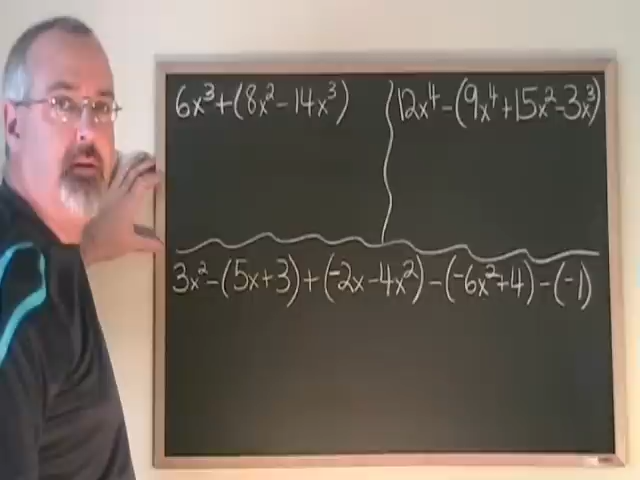 6x³+(8x²-14x³)
12x⁴-(9x⁴+15x²-3x³)
3x²-(5x+3)+(-2x-4x²)-(-6x²+4)-(-1)